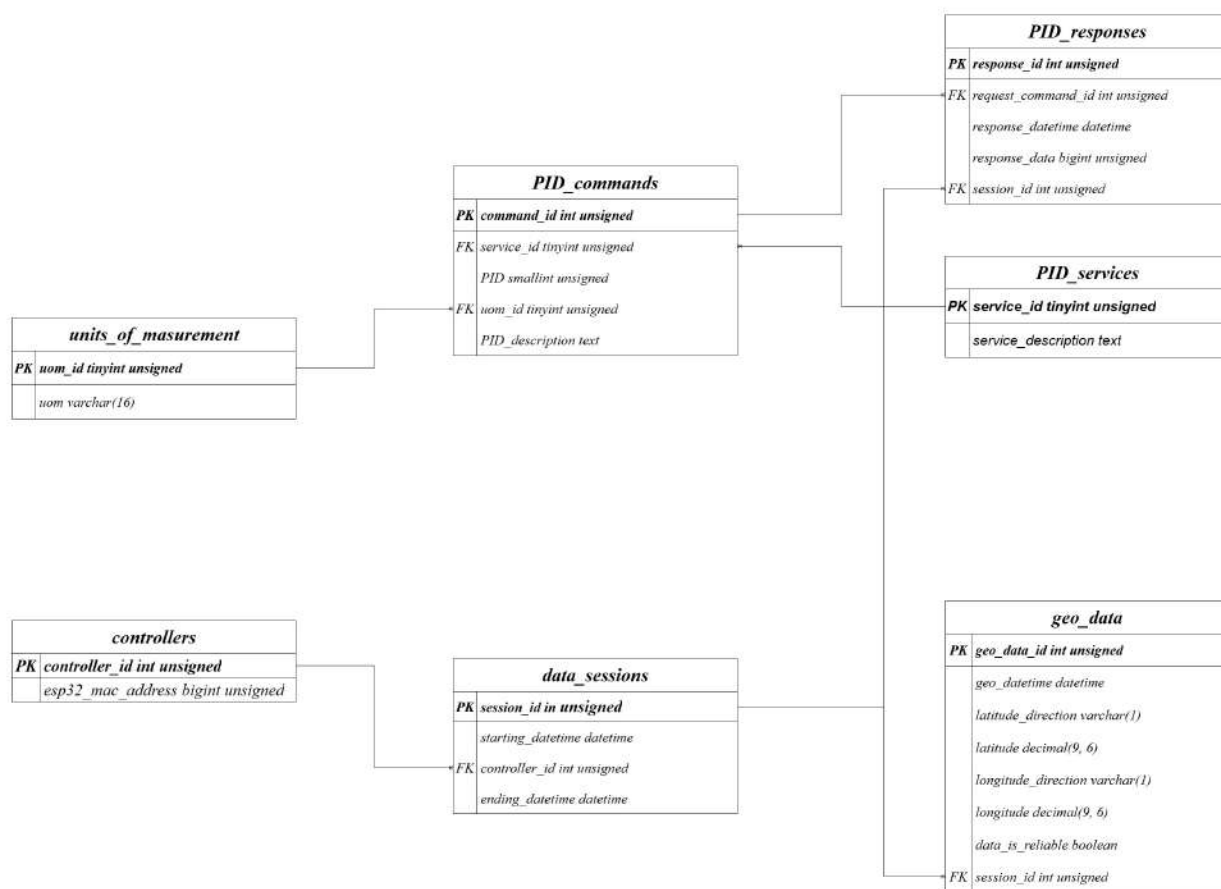 PID_responses
PK response_id int unsigned
FK request_command_id int unsigned
response_datetime datetime
response_data bigint unsigned
FK session_id int unsigned
PID_commands
PK command_id int unsigned
FK service_id tinyint unsigned
PID smallint unsigned
FK uom_id tinyint unsigned
PID_description text
PID_services
PK service_id tinyint unsigned
service_description text
units_of_masurement
PK uom_id tinyint unsigned
uom varchar(16)
controllers
PK controller_id int unsigned
esp32_mac_address bigint unsigned
data_sessions
PK session_id in unsigned
starting_datetime datetime
FK controller_id int unsigned
ending_datetime datetime
geo_data
PK geo_data_id int unsigned
geo_datetime datetime
latitude_direction varchar(1)
latitude decimal(9, 6)
longitude_direction varchar(1)
longitude decimal(9, 6)
data_is_reliable boolean
FK session_id int unsigned